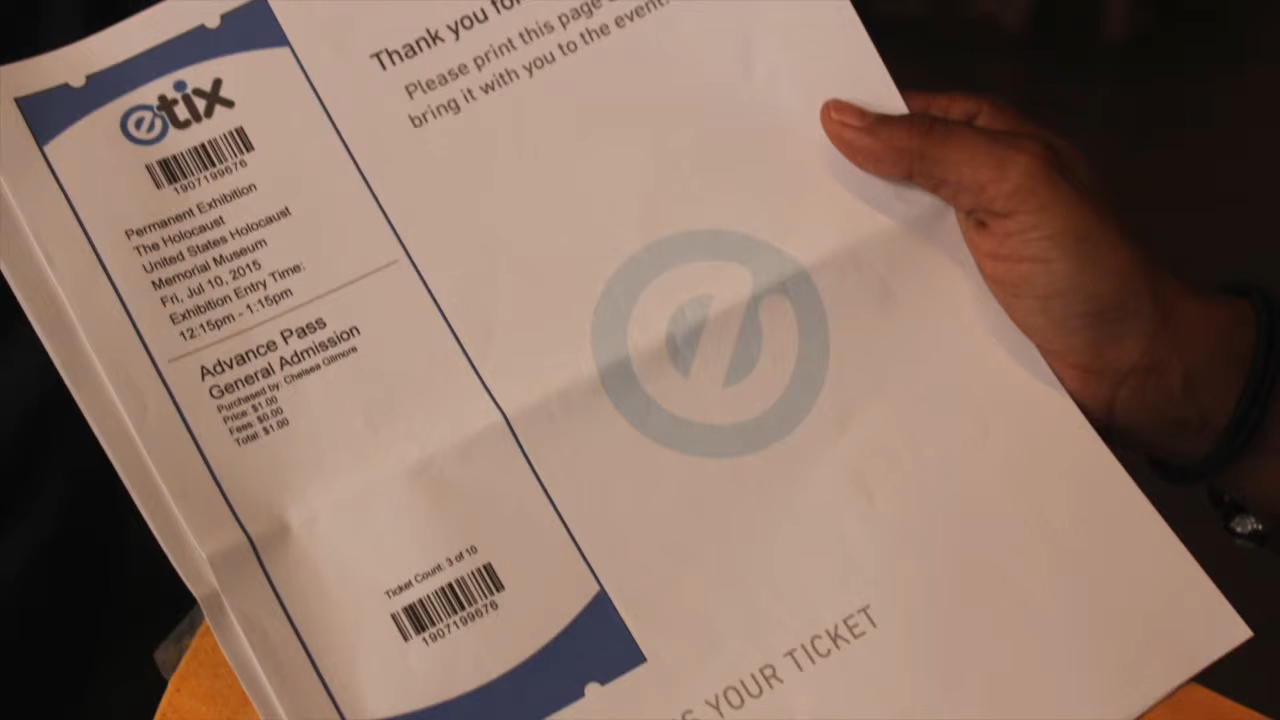 etix
1907199676
Permanent Exhibition
The Holocaust
United States Holocaust
Memorial Museum
Fri, Jul 10, 2015
Exhibition Entry Time:
12:15pm - 1:15pm
Advance Pass
General Admission
Purchased by: Chelsea Gilmore
Price: $1.00
Fees: $0.00
Total: $1.00
Ticket Count: 3 of 10
1907199676
Thank you for
Please print this page
bring it with you to the event.
YOUR TICKET